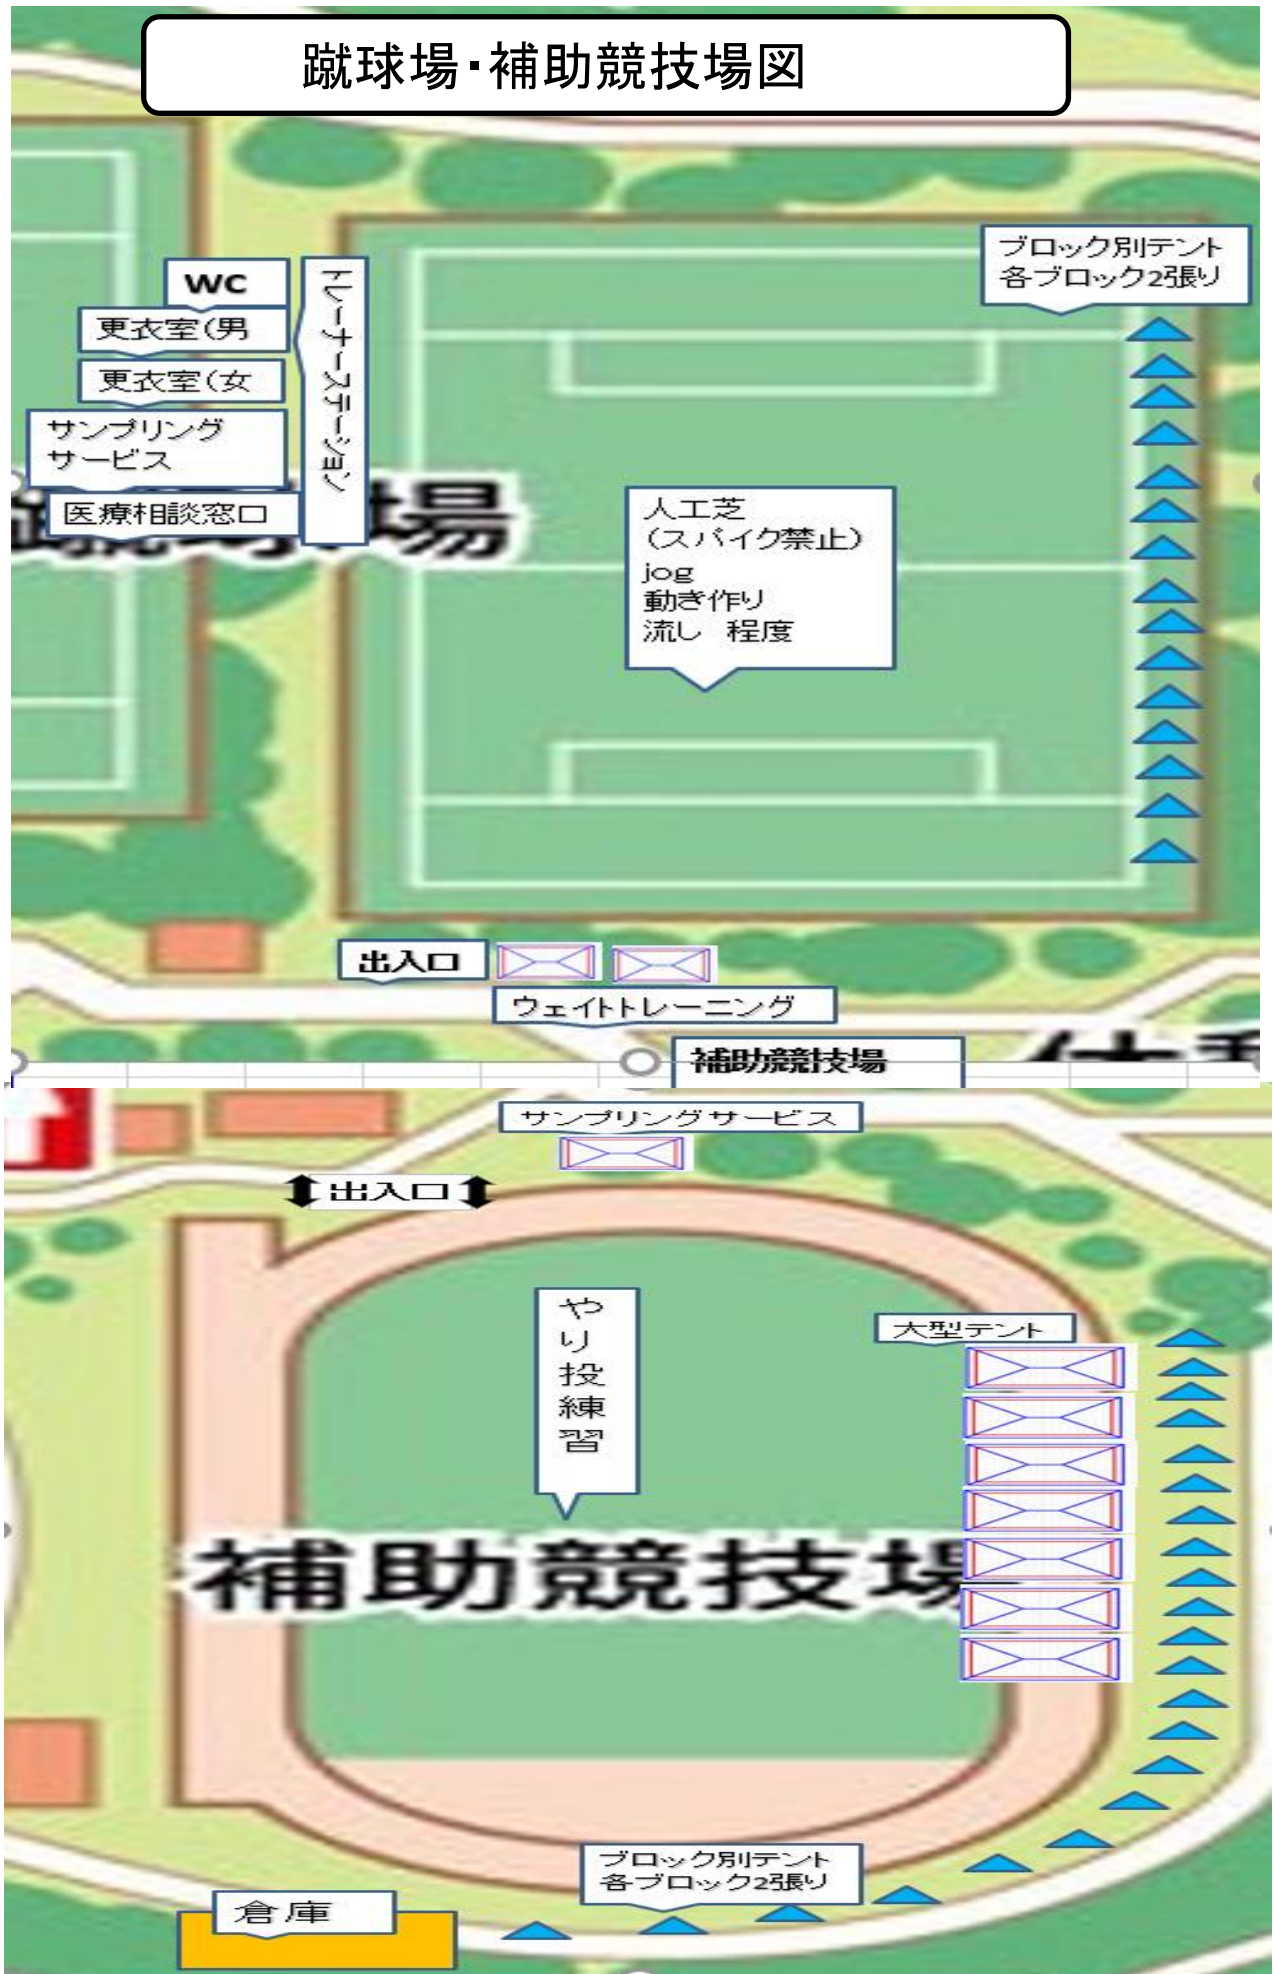 蹴球場・補助競技場図
ブロック別テント
各ブロック2張り
WC
更衣室(男
更衣室(女
サンプリング
サービス
医療相談窓口
トレーナーステーション
場
人工芝
(スパイク禁止)
jog
動き作り
流し 程度
出入口
ウェイトトレーニング
補助競技場
サンプリングサービス
出入口
やり投練習
大型テント
補助競技場
ブロック別テント
各ブロック2張り
倉庫